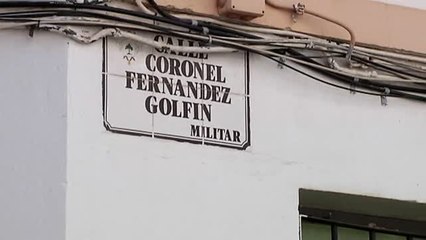 CALLE
CORONEL
FERNANDEZ
GOLFIN
MILITAR